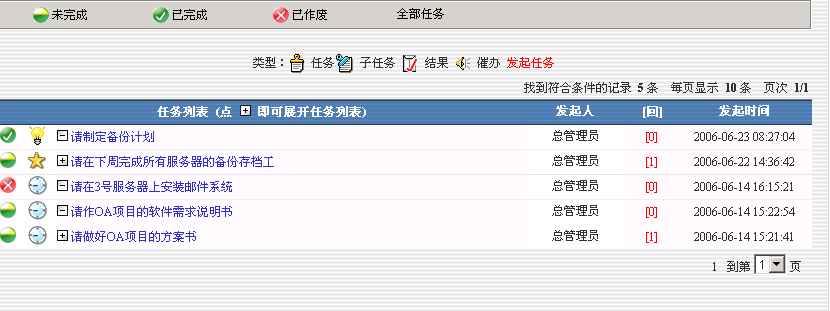 未完成 已完成 已作废 全部任务
类型： 任务 子任务 结果 催办 发起任务
找到符合条件的记录 5 条 每页显示 10 条 页次 1/1
任务列表（点 即可展开任务列表） 发起人 [回] 发起时间
请制定备份计划 总管理员 [0] 2006-06-23 08:27:04
请在下周完成所有服务器的备份存档工 总管理员 [1] 2006-06-22 14:36:42
请在3号服务器上安装邮件系统 总管理员 [0] 2006-06-14 16:15:21
请作OA项目的软件需求说明书 总管理员 [0] 2006-06-14 15:22:54
请做好OA项目的方案书 总管理员 [1] 2006-06-14 15:21:41
1 到第 1 页